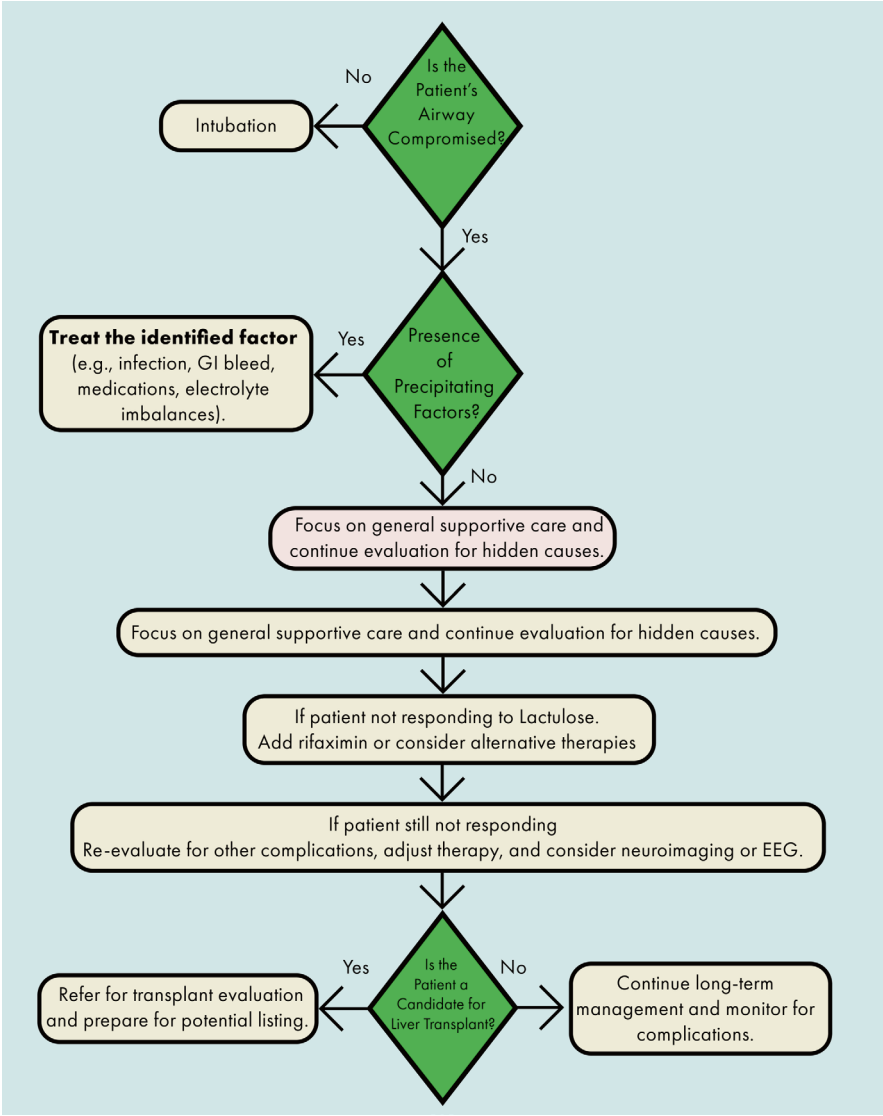 Is the
Patient's
Airway
Compromised?
No
Intubation
Yes
Presence
of
Precipitating
Factors?
Yes
Treat the identified factor
(e.g., infection, GI bleed,
medications, electrolyte
imbalances).
No
Focus on general supportive care and
continue evaluation for hidden causes.
Focus on general supportive care and continue evaluation for hidden causes.
If patient not responding to Lactulose.
Add rifaximin or consider alternative therapies
If patient still not responding
Re-evaluate for other complications, adjust therapy, and consider neuroimaging or EEG.
Is the
Patient a
Candidate for
Liver Transplant?
Yes
Refer for transplant evaluation
and prepare for potential listing.
No
Continue long-term
management and monitor for
complications.